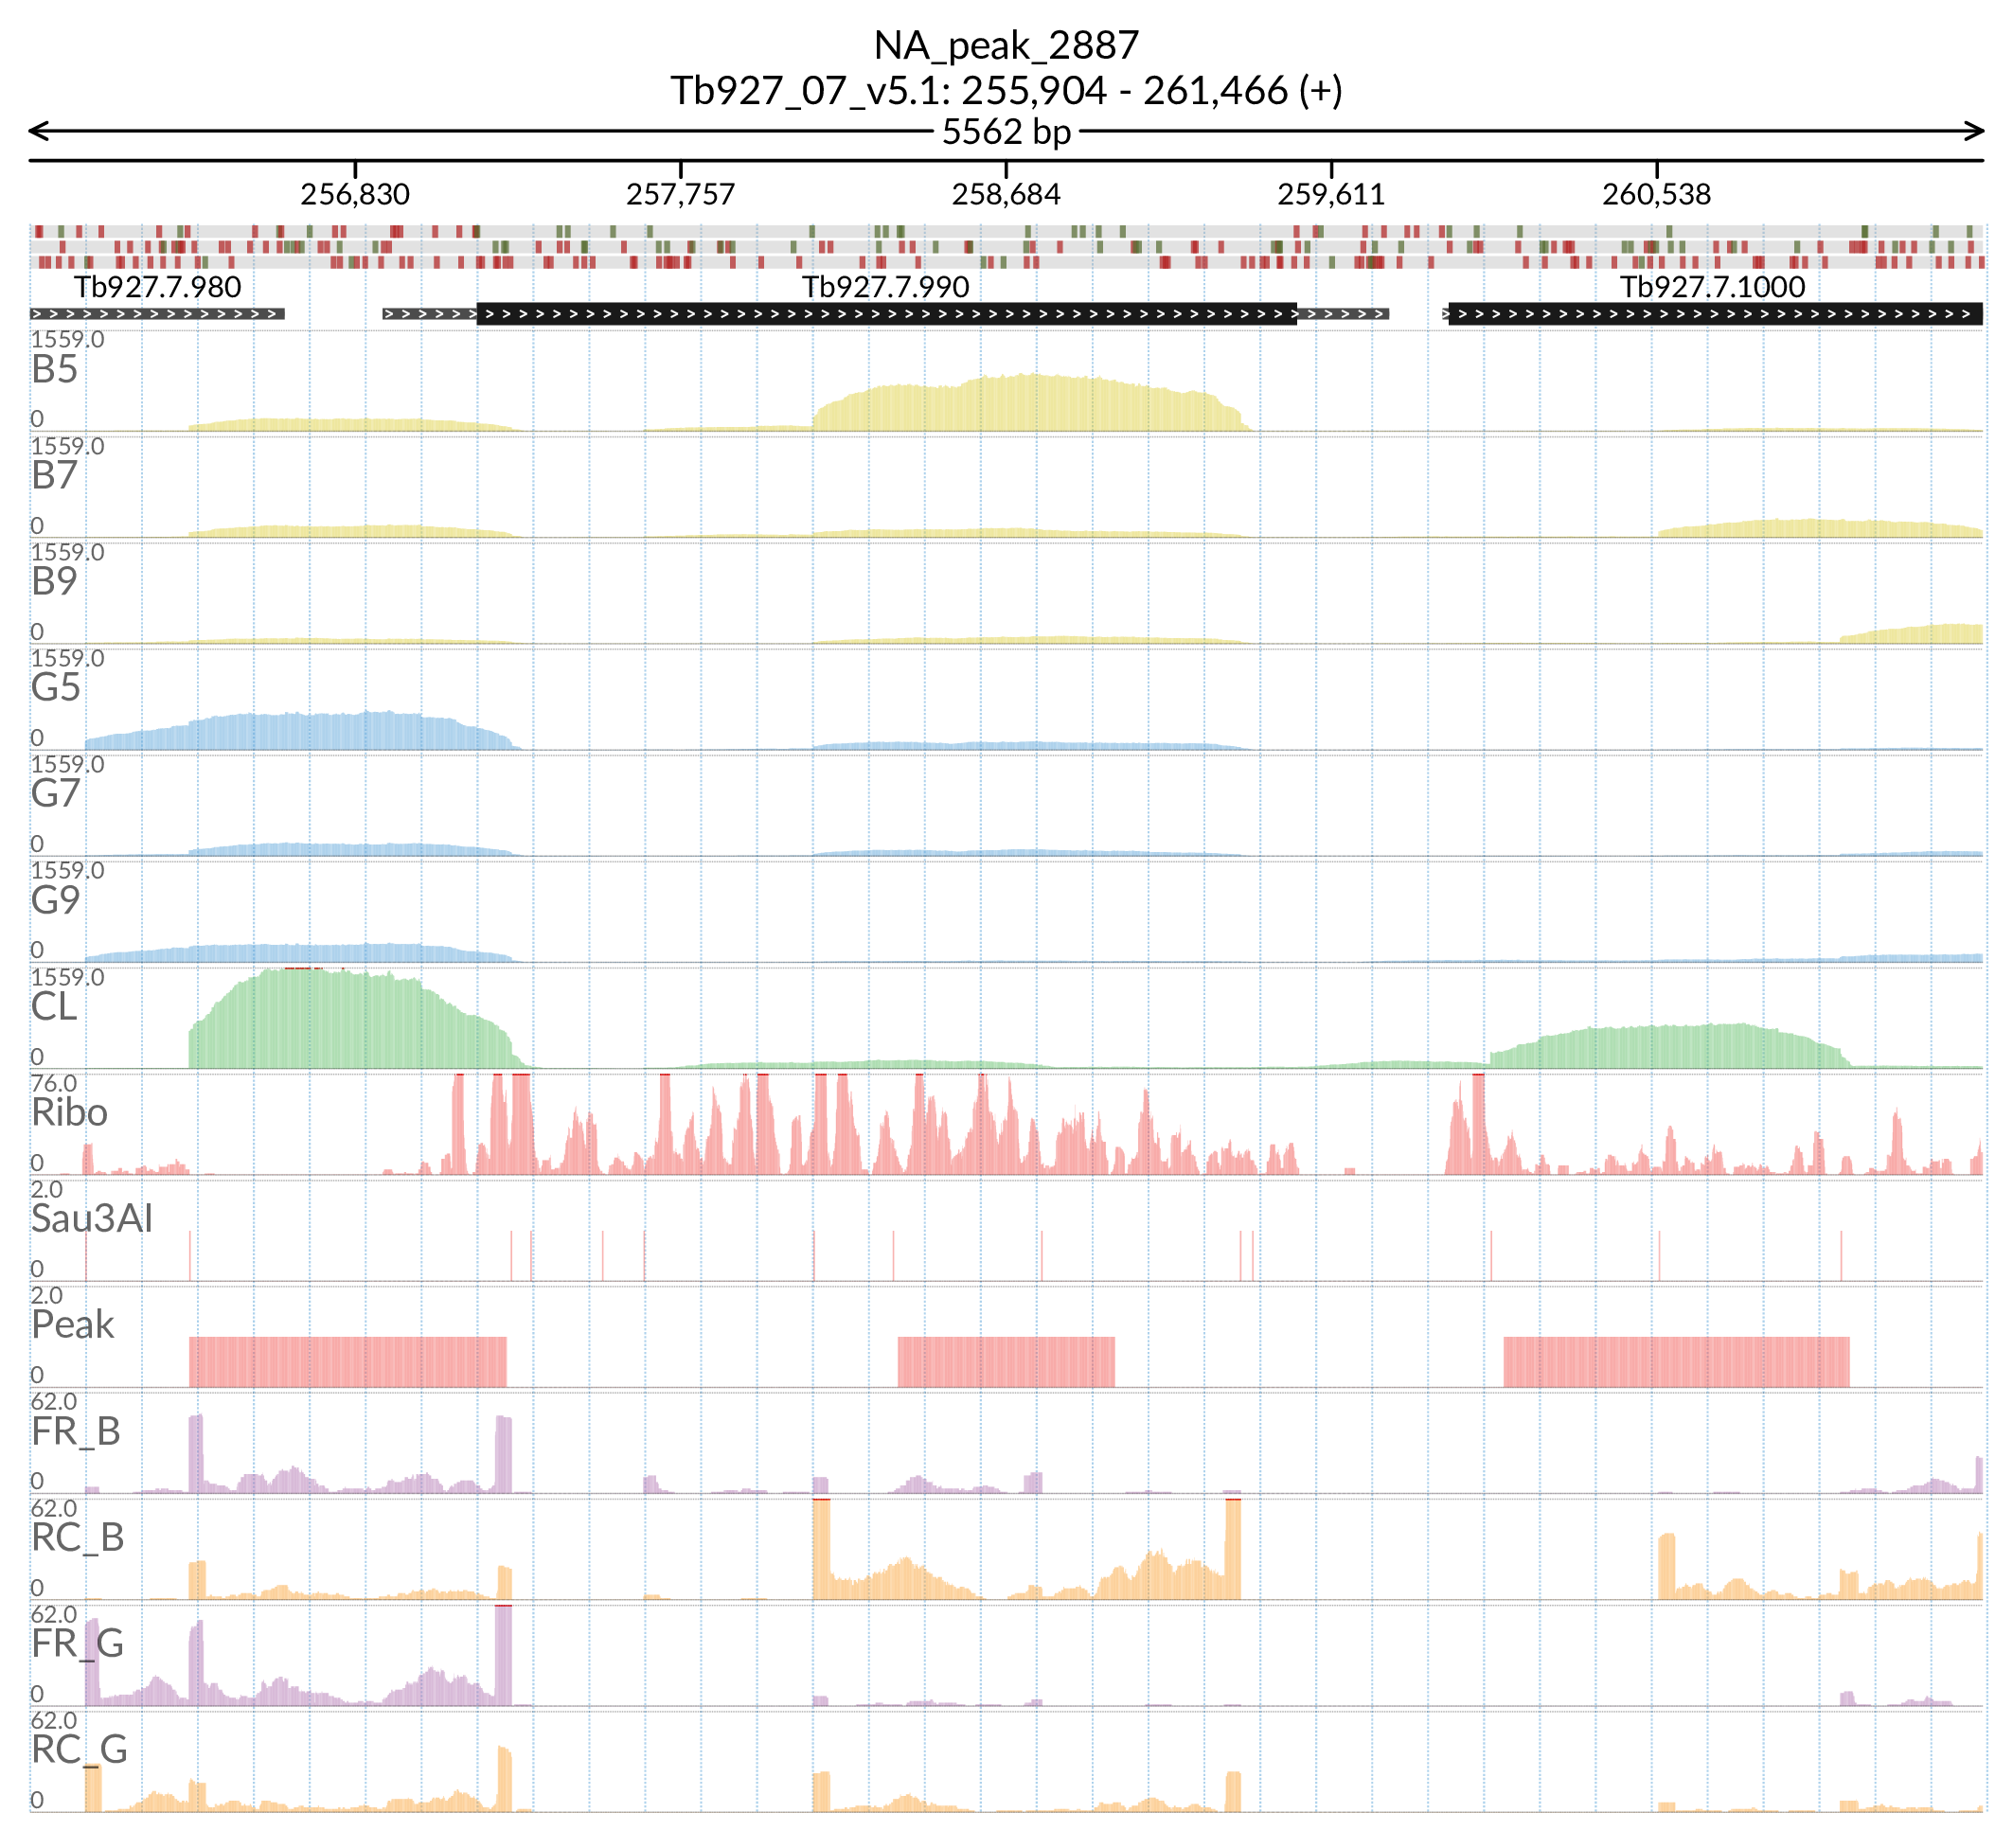 NA_peak_2887
Tb927_07_v5.1: 255,904 - 261,466 (+)
5562 bp
256,830 257,757 258,684 259,611 260,538
Tb927.7.980 Tb927.7.990 Tb927.7.1000
1559.0
B5
0
1559.0
B7
0
1559.0
B9
0
1559.0
G5
0
1559.0
G7
0
1559.0
G9
0
1559.0
CL
0
76.0
Ribo
0
2.0
Sau3AI
0
2.0
Peak
0
62.0
FR_B
0
62.0
RC_B
0
62.0
FR_G
0
62.0
RC_G
0